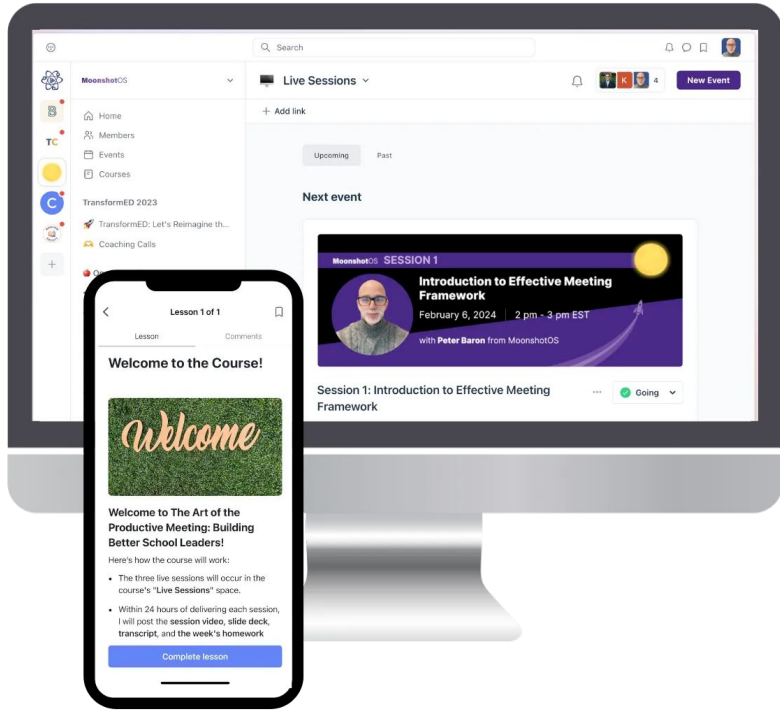 Search
MoonshotOS
Live Sessions
K
4
New Event
B
Home
+ Add link
TC
Members
Events
Upcoming
Past
Courses
C
TransformED 2023
Next event
TransformED: Let's Reimagine th...
Coaching Calls
MoonshotOS SESSION 1
Introduction to Effective Meeting
Framework
February 6, 2024 | 2 pm - 3 pm EST
with Peter Baron from MoonshotOS
Session 1: Introduction to Effective Meeting
Framework
...
Going
Lesson 1 of 1
Lesson
Comments
Welcome to the Course!
Welcome
Welcome to The Art of the
Productive Meeting: Building
Better School Leaders!
Here's how the course will work:
• The three live sessions will occur in the
course's "Live Sessions" space.
• Within 24 hours of delivering each session,
I will post the session video, slide deck,
transcript, and the week's homework
Complete lesson